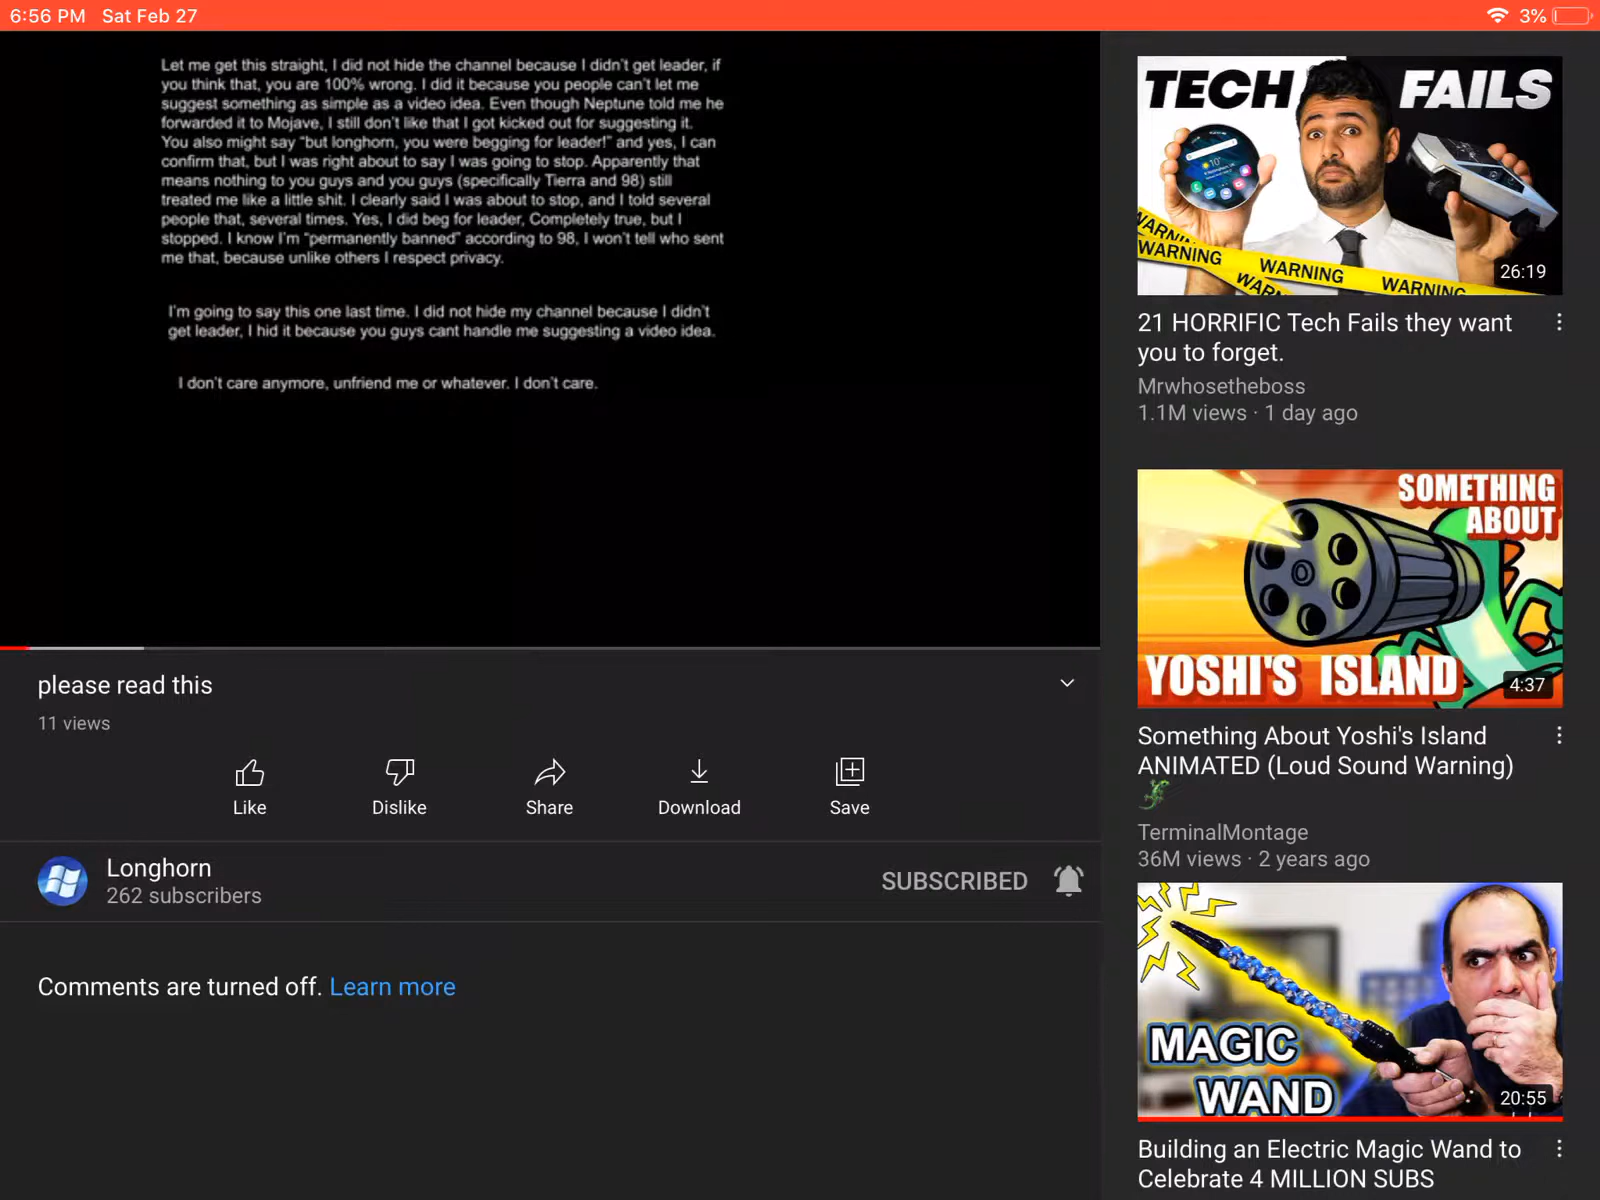 6:56 PM Sat Feb 27
3%
Let me get this straight, I did not hide the channel because I didn't get leader, if
you think that, you are 100% wrong. I did it because you people can't let me
suggest something as simple as a video idea. Even though Neptune told me he
forwarded it to Mojave, I still don't like that I got kicked out for suggesting it.
You also might say "but longhorn, you were begging for leader!" and yes, I can
confirm that, but I was right about to say I was going to stop. Apparently that
means nothing to you guys and you guys (specifically Tierra and 98) still
treated me like a little shit. I clearly said I was about to stop, and I told several
people that, several times. Yes, I did beg for leader, Completely true, but I
stopped. I know I'm "permanently banned" according to 98, I won't tell who sent
me that, because unlike others I respect privacy.
I'm going to say this one last time. I did not hide my channel because I didn't
get leader, I hid it because you guys cant handle me suggesting a video idea.
I don't care anymore, unfriend me or whatever. I don't care.
please read this
11 views
Like
Dislike
Share
Download
Save
Longhorn
262 subscribers
SUBSCRIBED
Comments are turned off. Learn more
TECH FAILS
WARNING
WARNING
WARNING
WARNING
WARNING
26:19
21 HORRIFIC Tech Fails they want
you to forget.
Mrwhosetheboss
1.1M views · 1 day ago
SOMETHING
ABOUT
YOSHI'S ISLAND
4:37
Something About Yoshi's Island
ANIMATED (Loud Sound Warning)
🦎
TerminalMontage
36M views · 2 years ago
MAGIC
WAND
20:55
Building an Electric Magic Wand to
Celebrate 4 MILLION SUBS